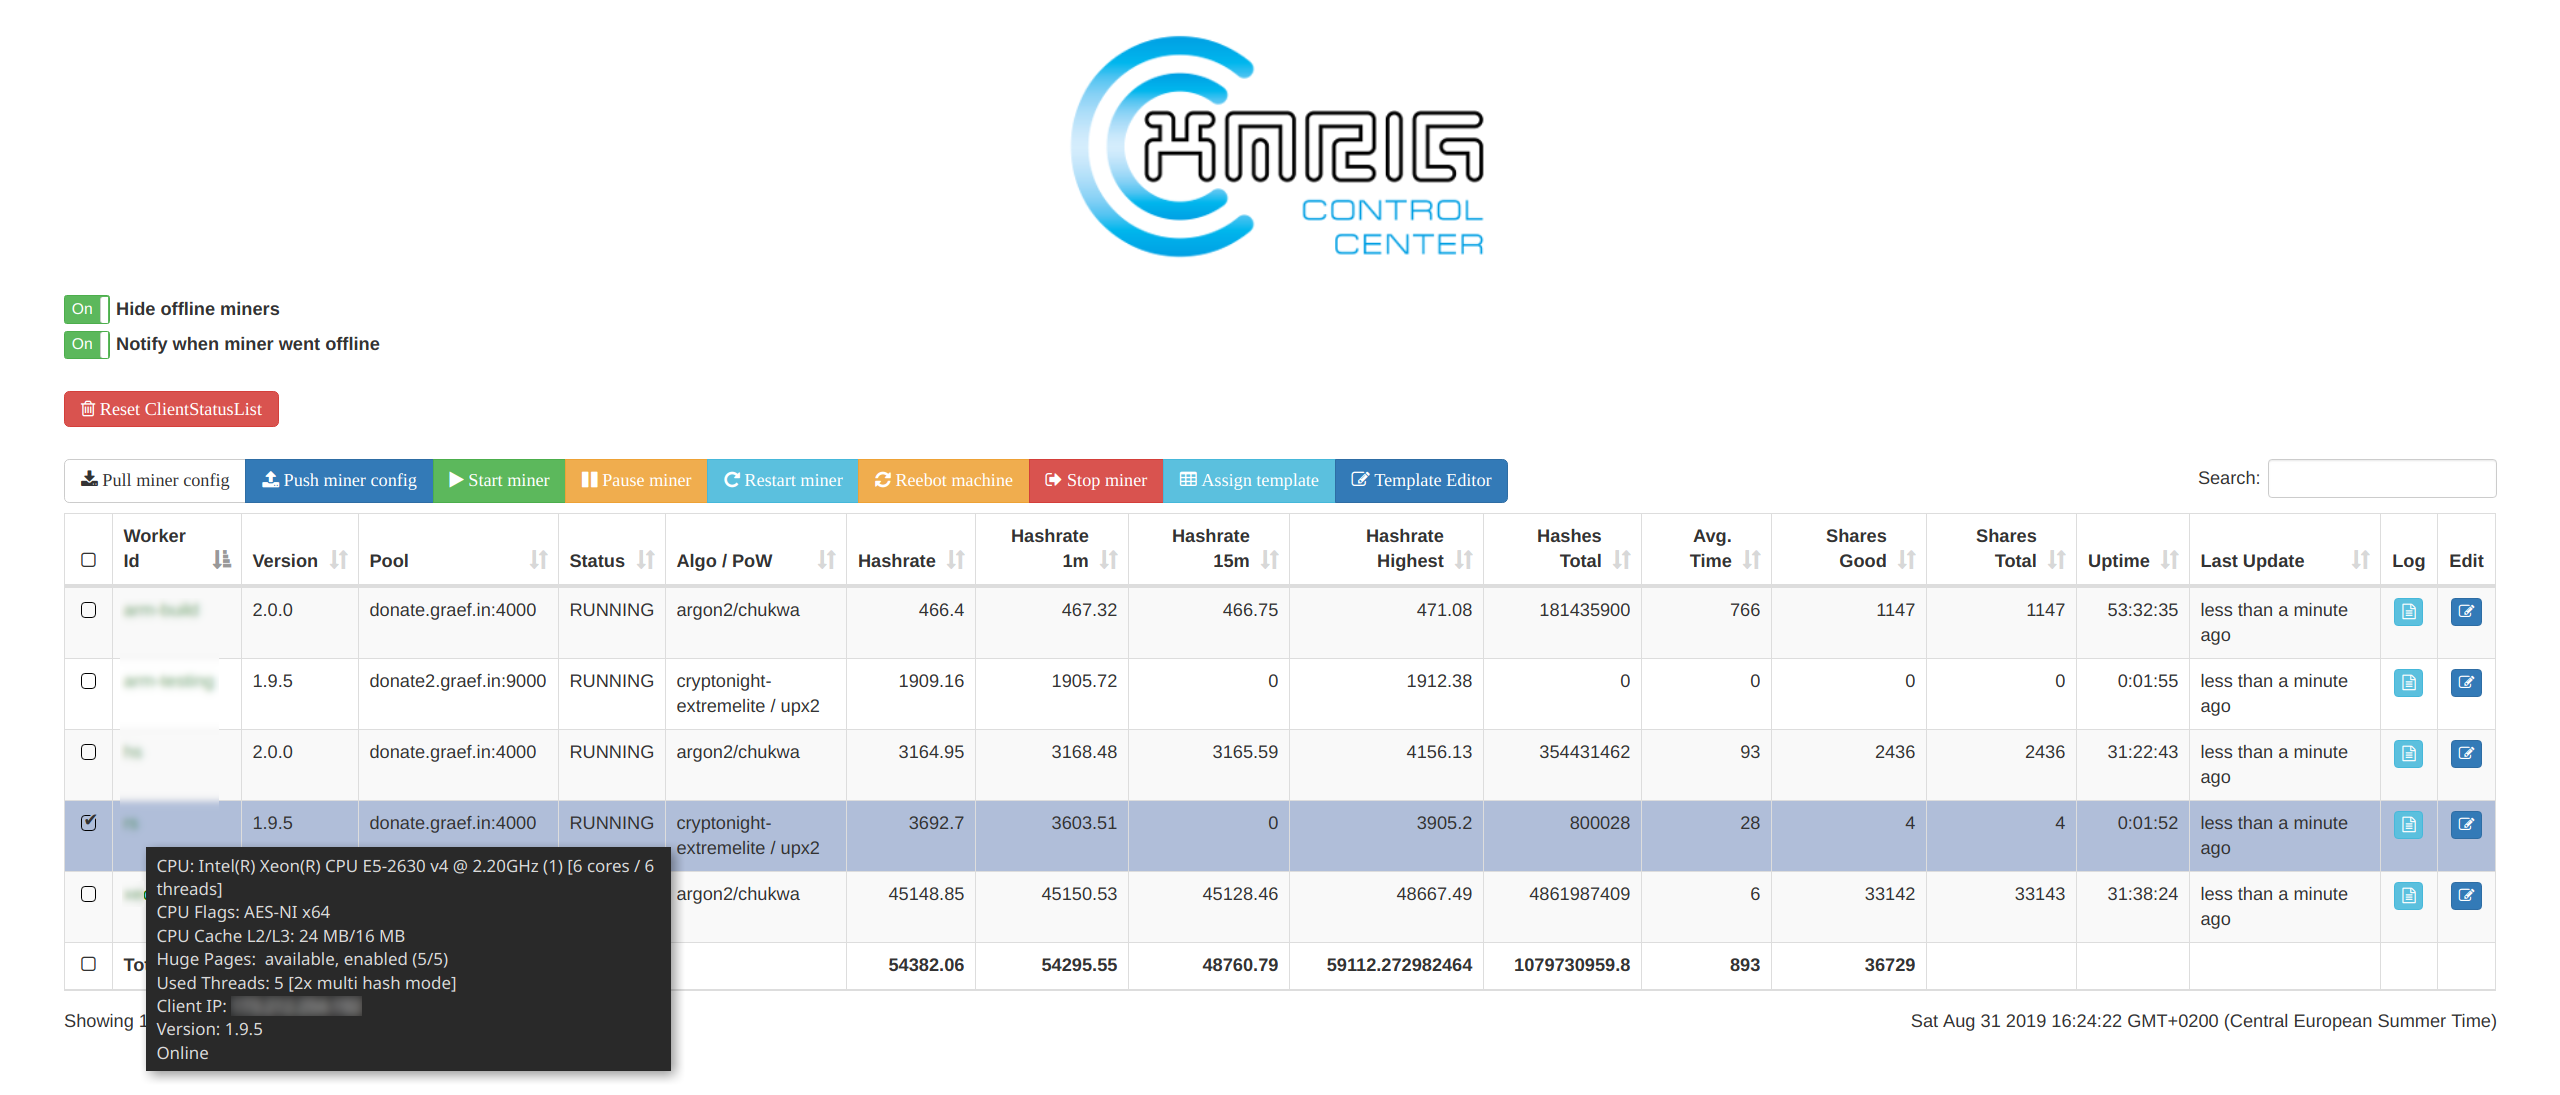 XMRIG
CONTROL
CENTER
On Hide offline miners
On Notify when miner went offline
Reset ClientStatusList
Pull miner config Push miner config Start miner Pause miner Restart miner Reebot machine Stop miner Assign template Template Editor Search:
Worker Id Version Pool Status Algo / PoW Hashrate Hashrate 1m Hashrate 15m Hashrate Highest Hashes Total Avg. Time Shares Good Shares Total Uptime Last Update Log Edit
2.0.0 donate.graef.in:4000 RUNNING argon2/chukwa 466.4 467.32 466.75 471.08 181435900 766 1147 1147 53:32:35 less than a minute ago
1.9.5 donate2.graef.in:9000 RUNNING cryptonight-extremelite / upx2 1909.16 1905.72 0 1912.38 0 0 0 0 0:01:55 less than a minute ago
2.0.0 donate.graef.in:4000 RUNNING argon2/chukwa 3164.95 3168.48 3165.59 4156.13 354431462 93 2436 2436 31:22:43 less than a minute ago
1.9.5 donate.graef.in:4000 RUNNING cryptonight-extremelite / upx2 3692.7 3603.51 0 3905.2 800028 28 4 4 0:01:52 less than a minute ago
argon2/chukwa 45148.85 45150.53 45128.46 48667.49 4861987409 6 33142 33143 31:38:24 less than a minute ago
54382.06 54295.55 48760.79 59112.272982464 1079730959.8 893 36729
CPU: Intel(R) Xeon(R) CPU E5-2630 v4 @ 2.20GHz (1) [6 cores / 6
threads]
CPU Flags: AES-NI x64
CPU Cache L2/L3: 24 MB/16 MB
Huge Pages: available, enabled (5/5)
Used Threads: 5 [2x multi hash mode]
Client IP:
Version: 1.9.5
Online
Showing 1
Sat Aug 31 2019 16:24:22 GMT+0200 (Central European Summer Time)